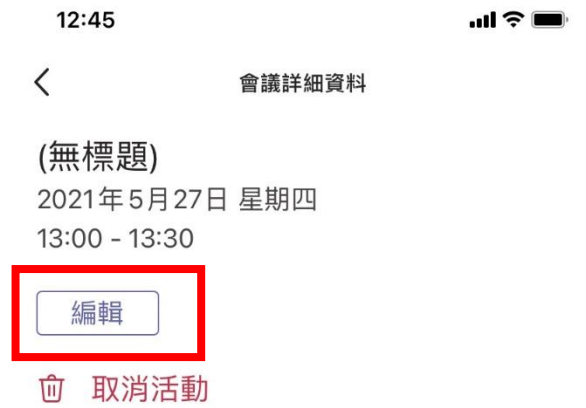 12:45
會議詳細資料
(無標題)
2021年5月27日 星期四
13:00 - 13:30
編輯
取消活動